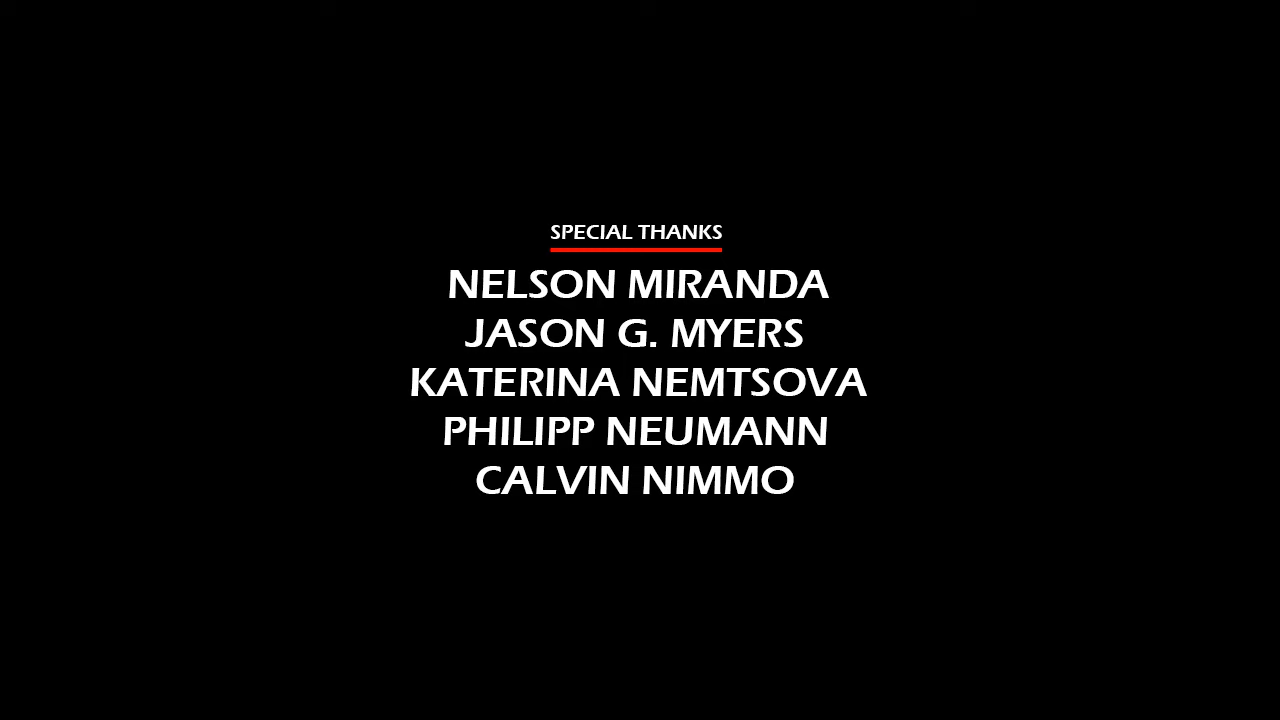 SPECIAL THANKS
NELSON MIRANDA
JASON G. MYERS
KATERINA NEMTSOVA
PHILIPP NEUMANN
CALVIN NIMMO